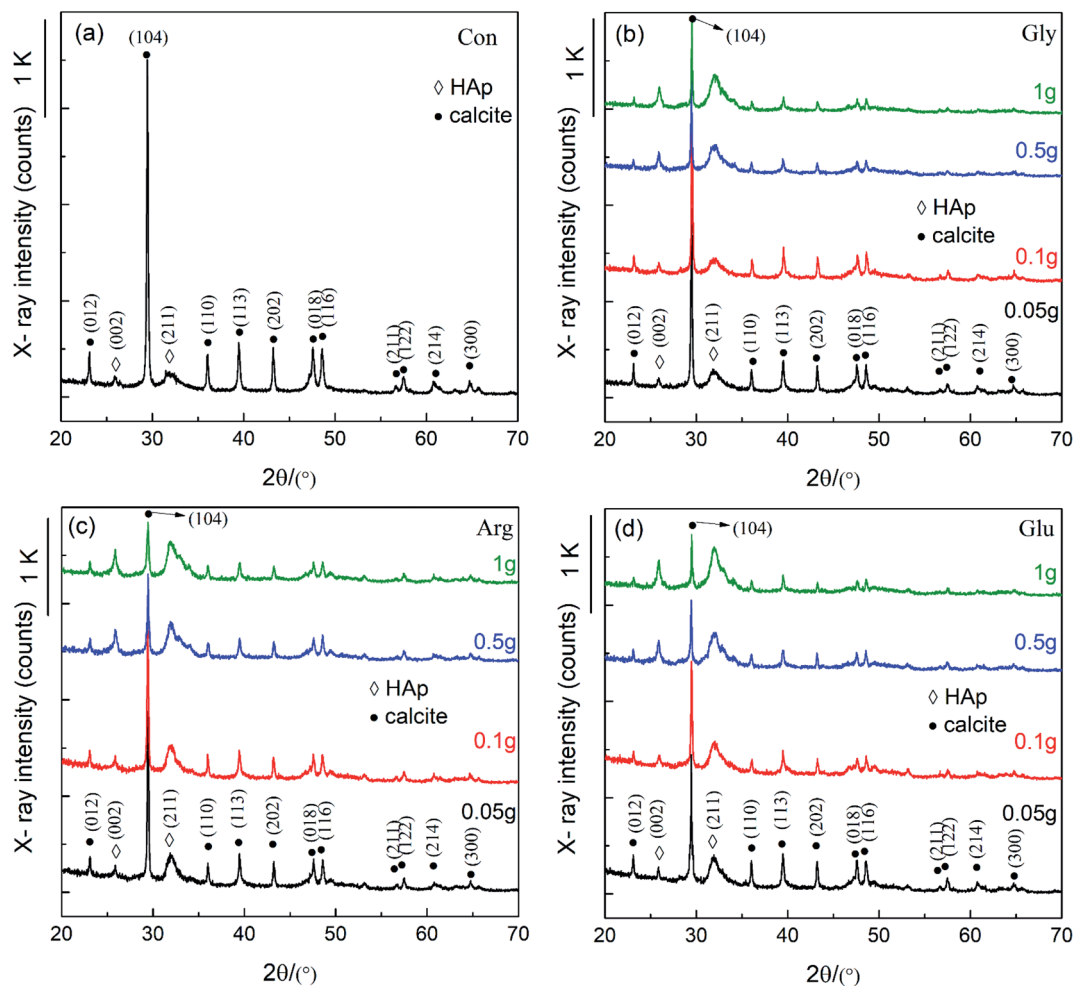 (a)
Con
(104)
◇ HAp
● calcite
1 K
X- ray intensity (counts)
(012)
(002)
(211)
(110)
(113)
(202)
(018)
(116)
(211)
(122)
(214)
(300)
20 30 40 50 60 70
2θ/(°)
(b)
Gly
(104)
1 K
X- ray intensity (counts)
1g
0.5g
◇ HAp
● calcite
0.1g
0.05g
(012)
(002)
(211)
(110)
(113)
(202)
(018)
(116)
(211)
(122)
(214)
(300)
20 30 40 50 60 70
2θ/(°)
(c)
Arg
(104)
1 K
X- ray intensity (counts)
1g
0.5g
◇ HAp
● calcite
0.1g
0.05g
(012)
(002)
(211)
(110)
(113)
(202)
(018)
(116)
(211)
(122)
(214)
(300)
20 30 40 50 60 70
2θ/(°)
(d)
Glu
(104)
1 K
X- ray intensity (counts)
1g
0.5g
◇ HAp
● calcite
0.1g
0.05g
(012)
(002)
(211)
(110)
(113)
(202)
(018)
(116)
(211)
(122)
(214)
(300)
20 30 40 50 60 70
2θ/(°)